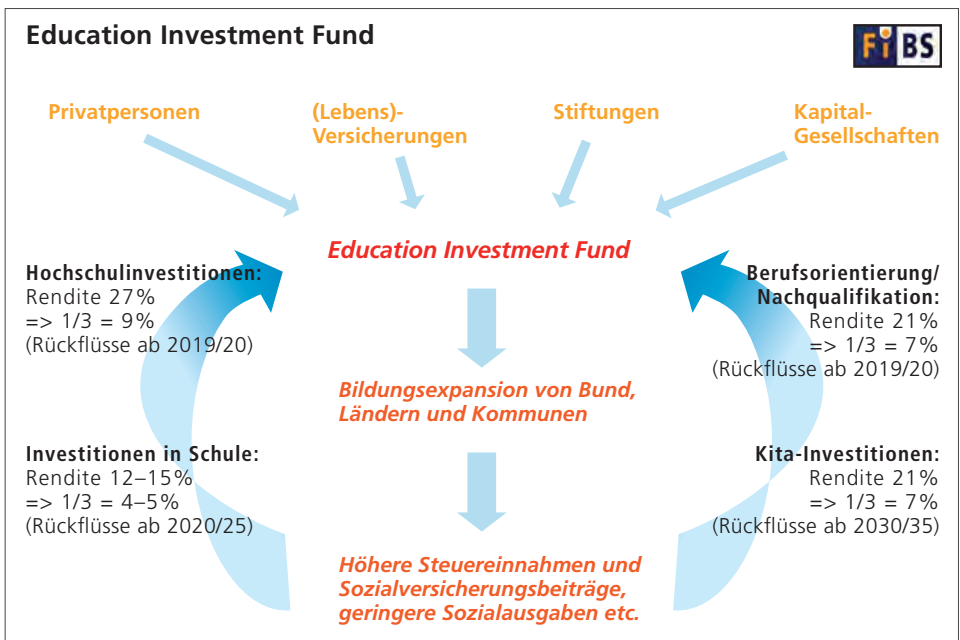 Education Investment Fund
FiBS
Privatpersonen
(Lebens)-
Versicherungen
Stiftungen
Kapital-
Gesellschaften
Education Investment Fund
Hochschulinvestitionen:
Rendite 27%
=> 1/3 = 9%
(Rückflüsse ab 2019/20)
Berufsorientierung/
Nachqualifikation:
Rendite 21%
=> 1/3 = 7%
(Rückflüsse ab 2019/20)
Bildungsexpansion von Bund,
Ländern und Kommunen
Investitionen in Schule:
Rendite 12–15%
=> 1/3 = 4–5%
(Rückflüsse ab 2020/25)
Kita-Investitionen:
Rendite 21%
=> 1/3 = 7%
(Rückflüsse ab 2030/35)
Höhere Steuereinnahmen und
Sozialversicherungsbeiträge,
geringere Sozialausgaben etc.